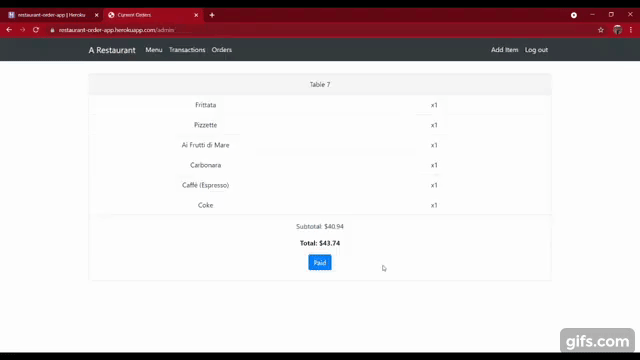 restaurant-order-app | Heroku
Current Orders
restaurant-order-app.herokuapp.com/admin
A Restaurant Menu Transactions Orders Add Item Log out
Table 7
Frittata x1
Pizzette x1
Ai Frutti di Mare x1
Carbonara x1
Caffé (Espresso) x1
Coke x1
Subtotal: $40.94
Total: $43.74
Paid
gifs.com